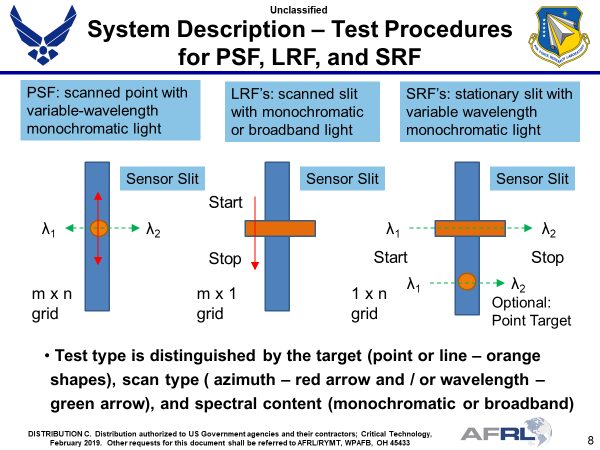 Unclassified
System Description – Test Procedures
for PSF, LRF, and SRF
PSF: scanned point with
variable-wavelength
monochromatic light
LRF’s: scanned slit
with monochromatic
or broadband light
SRF’s: stationary slit with
variable wavelength
monochromatic light
Sensor Slit
λ1
λ2
m x n
grid
Sensor Slit
Start
Stop
m x 1
grid
Sensor Slit
λ1
λ2
Start
Stop
λ1
λ2
1 x n
grid
Optional:
Point Target
• Test type is distinguished by the target (point or line – orange
shapes), scan type ( azimuth – red arrow and / or wavelength –
green arrow), and spectral content (monochromatic or broadband)
DISTRIBUTION C. Distribution authorized to US Government agencies and their contractors; Critical Technology,
February 2019. Other requests for this document shall be referred to AFRL/RYMT, WPAFB, OH 45433
AFRL
8